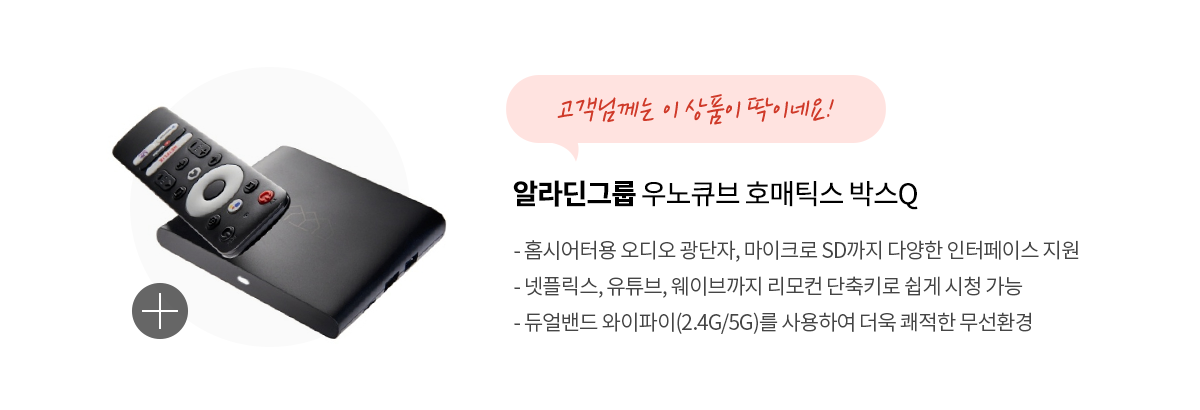 고객님께는 이 상품이 딱이네요!
알라딘그룹 우노큐브 호매틱스 박스Q
- 홈시어터용 오디오 광단자, 마이크로 SD까지 다양한 인터페이스 지원
- 넷플릭스, 유튜브, 웨이브까지 리모컨 단축키로 쉽게 시청 가능
- 듀얼밴드 와이파이(2.4G/5G)를 사용하여 더욱 쾌적한 무선환경